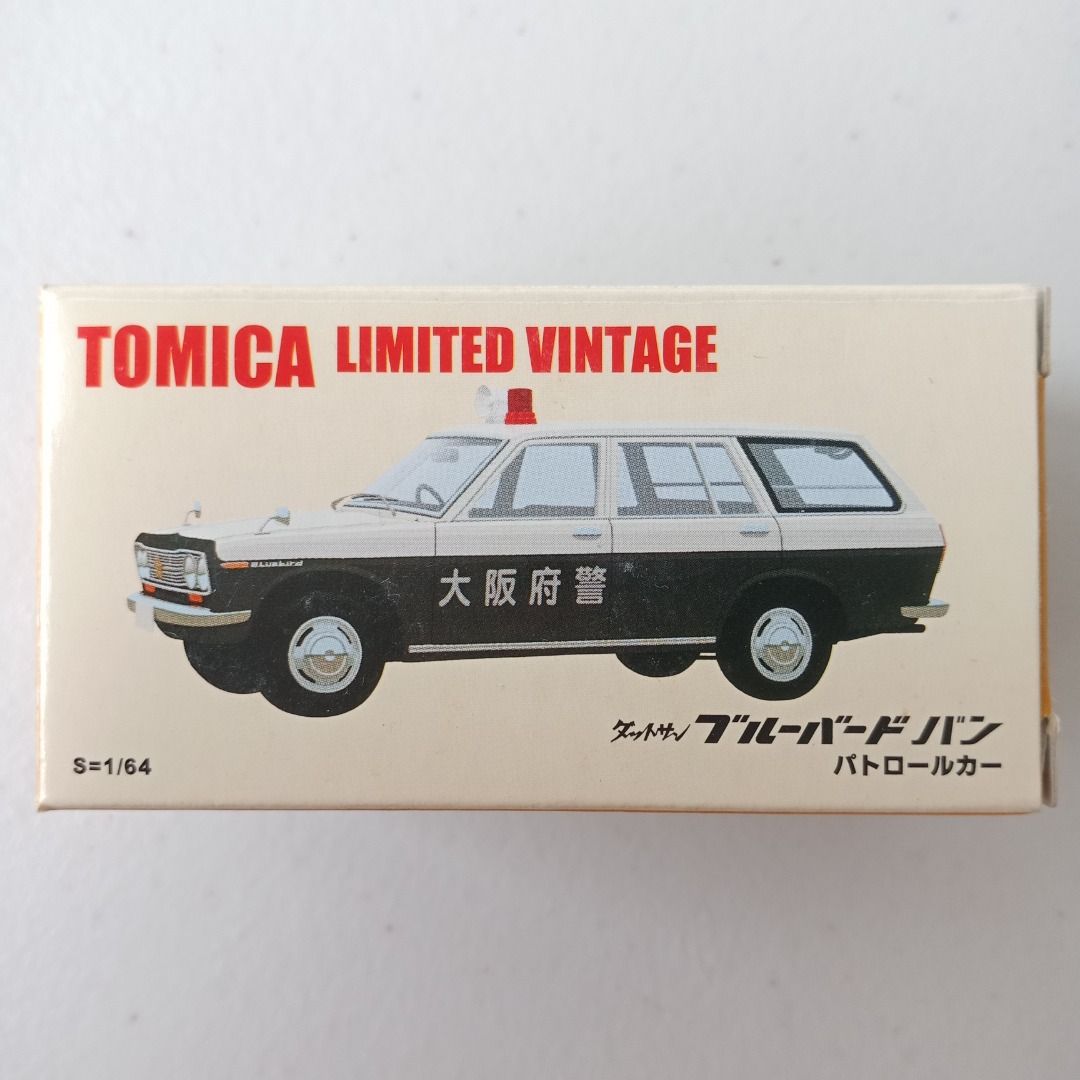 TOMICA LIMITED VINTAGE
Bluebird
大阪府警
ダットサン ブルーバード バン
パトロールカー
S=1/64